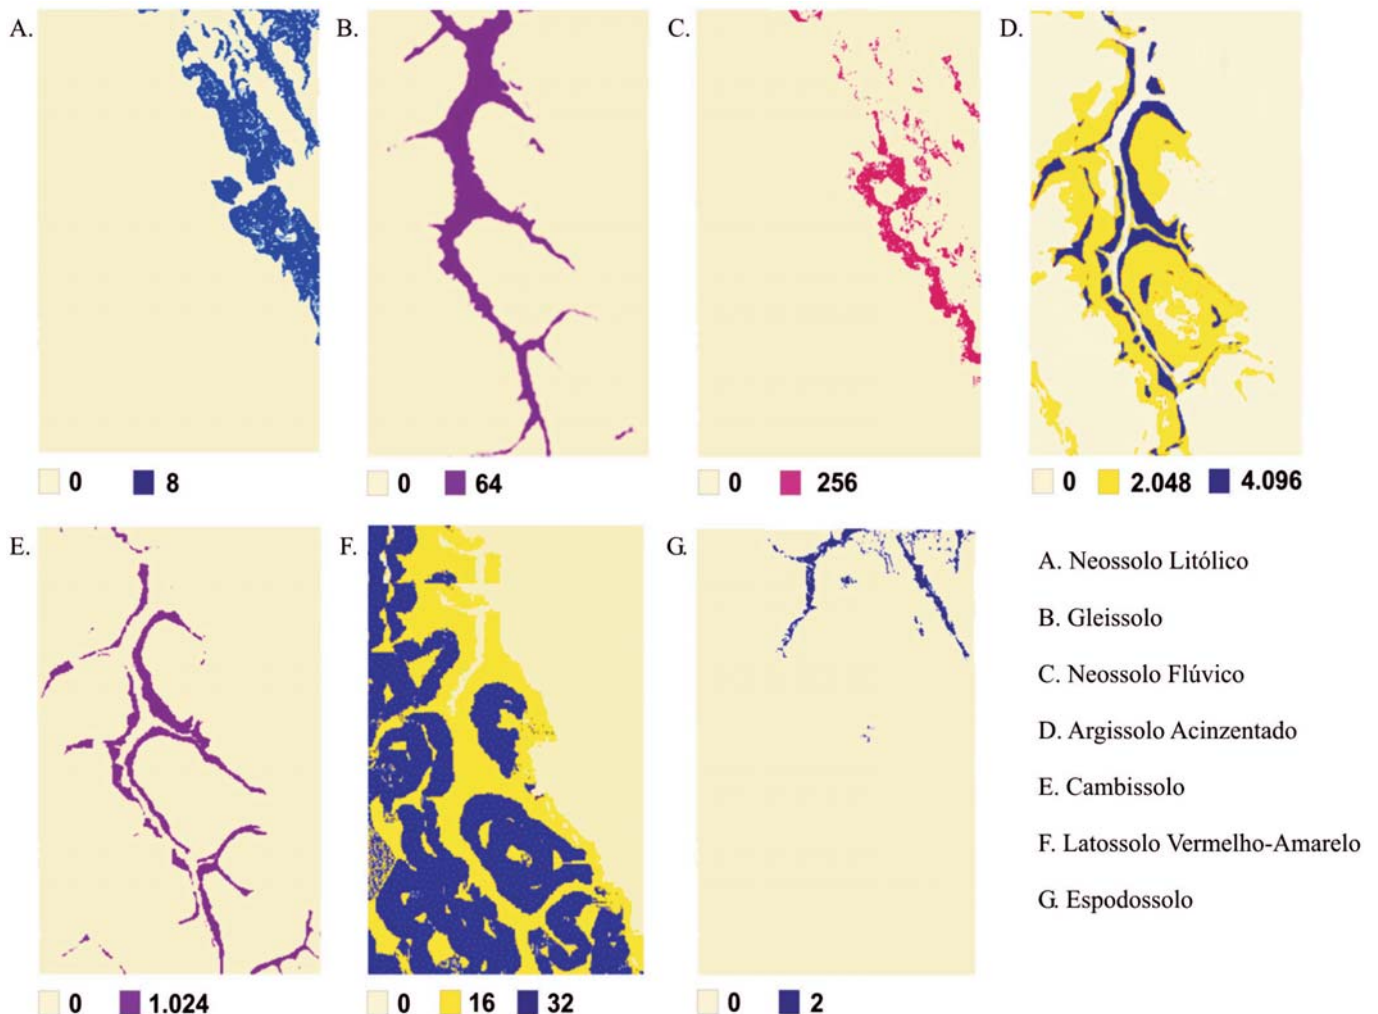 A.
B.
C.
D.
0 8
0 64
0 256
0 2.048 4.096
E.
F.
G.
0 1.024
0 16 32
0 2
A. Neossolo Litólico
B. Gleissolo
C. Neossolo Flúvico
D. Argissolo Acinzentado
E. Cambissolo
F. Latossolo Vermelho-Amarelo
G. Espodossolo